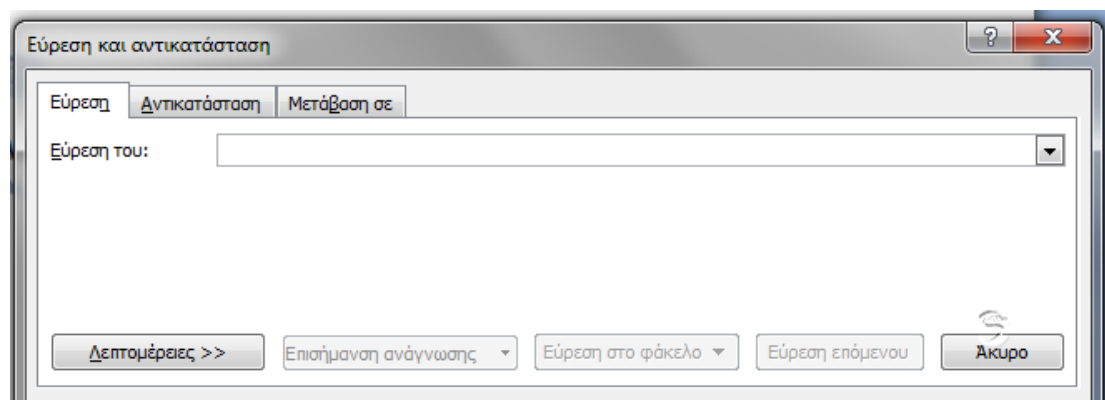 Εύρεση και αντικατάσταση
Εύρεση Αντικατάσταση Μετάβαση σε
Εύρεση του:
Λεπτομέρειες >> Επισήμανση ανάγνωσης Εύρεση στο φάκελο Εύρεση επόμενου Άκυρο